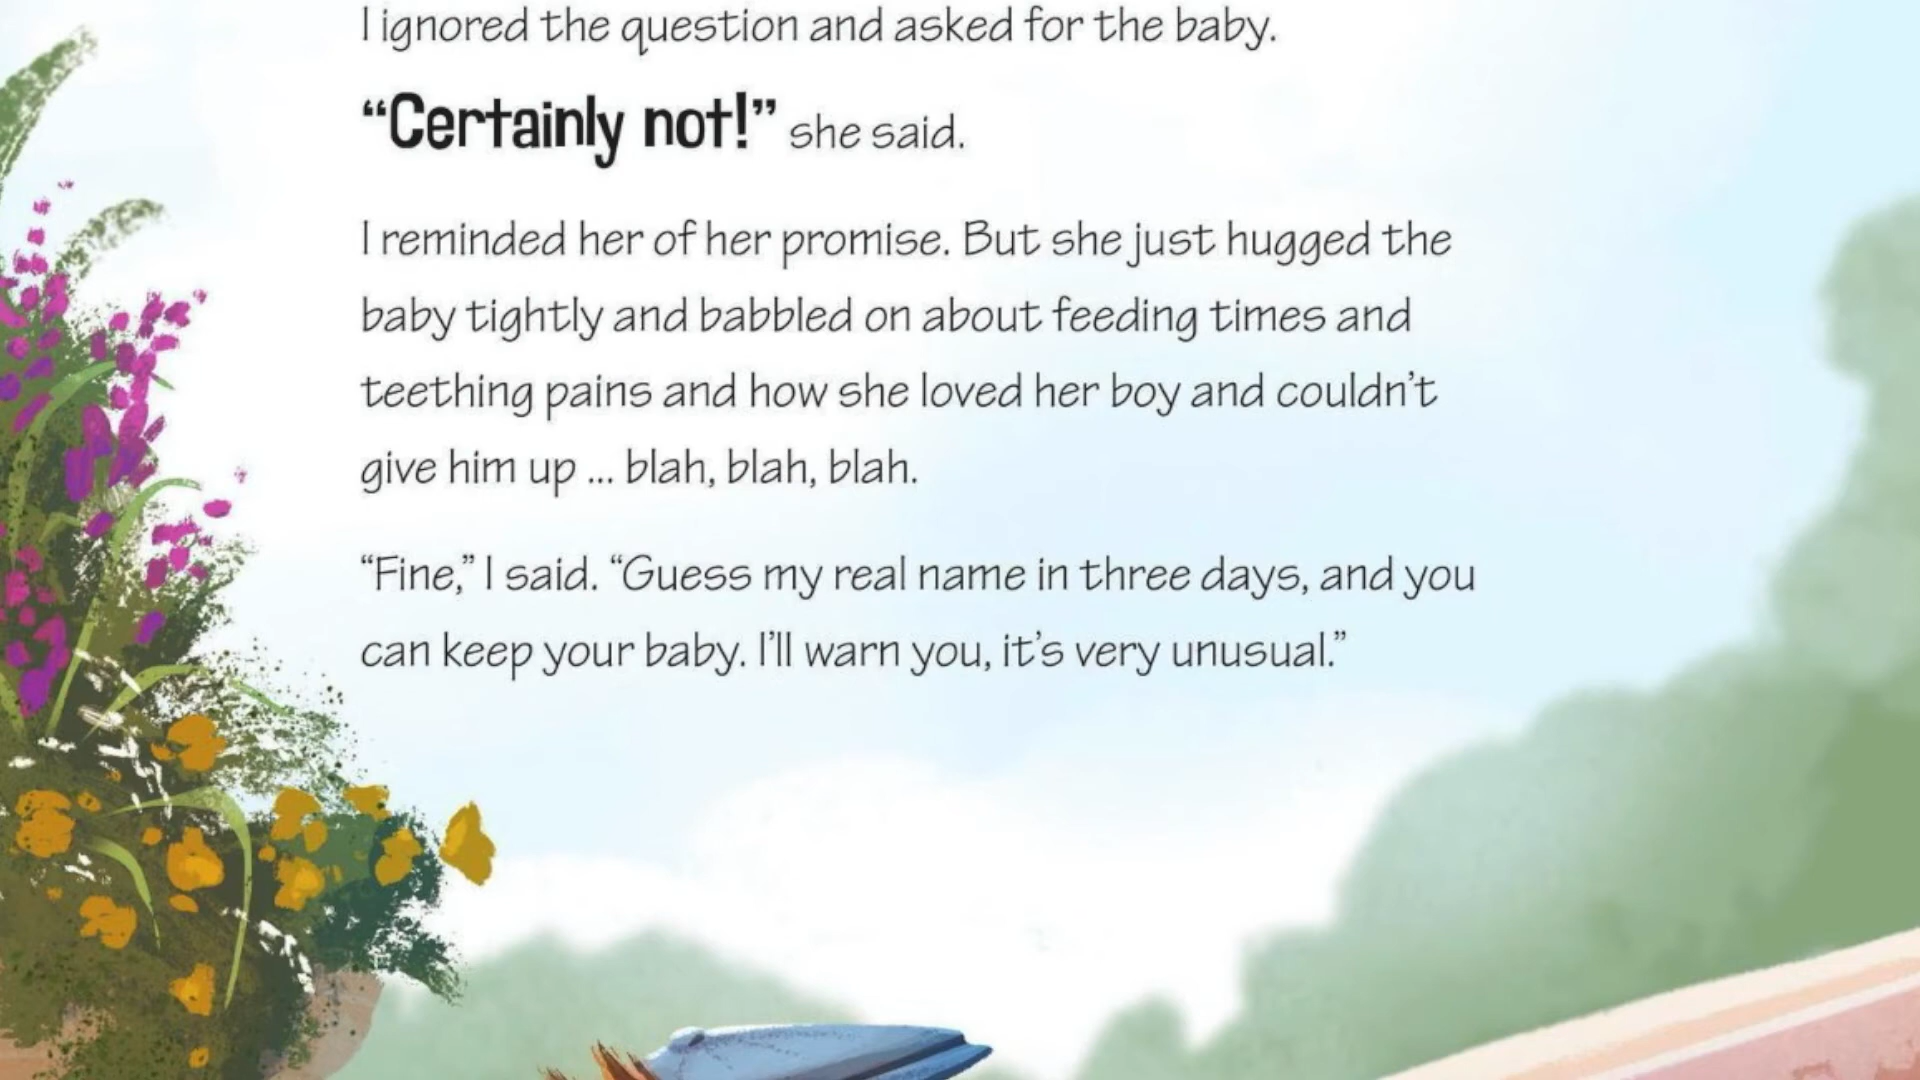 I ignored the question and asked for the baby.
“Certainly not!” she said.
I reminded her of her promise. But she just hugged the
baby tightly and babbled on about feeding times and
teething pains and how she loved her boy and couldn’t
give him up ... blah, blah, blah.
“Fine,” I said. “Guess my real name in three days, and you
can keep your baby. I’ll warn you, it’s very unusual.”